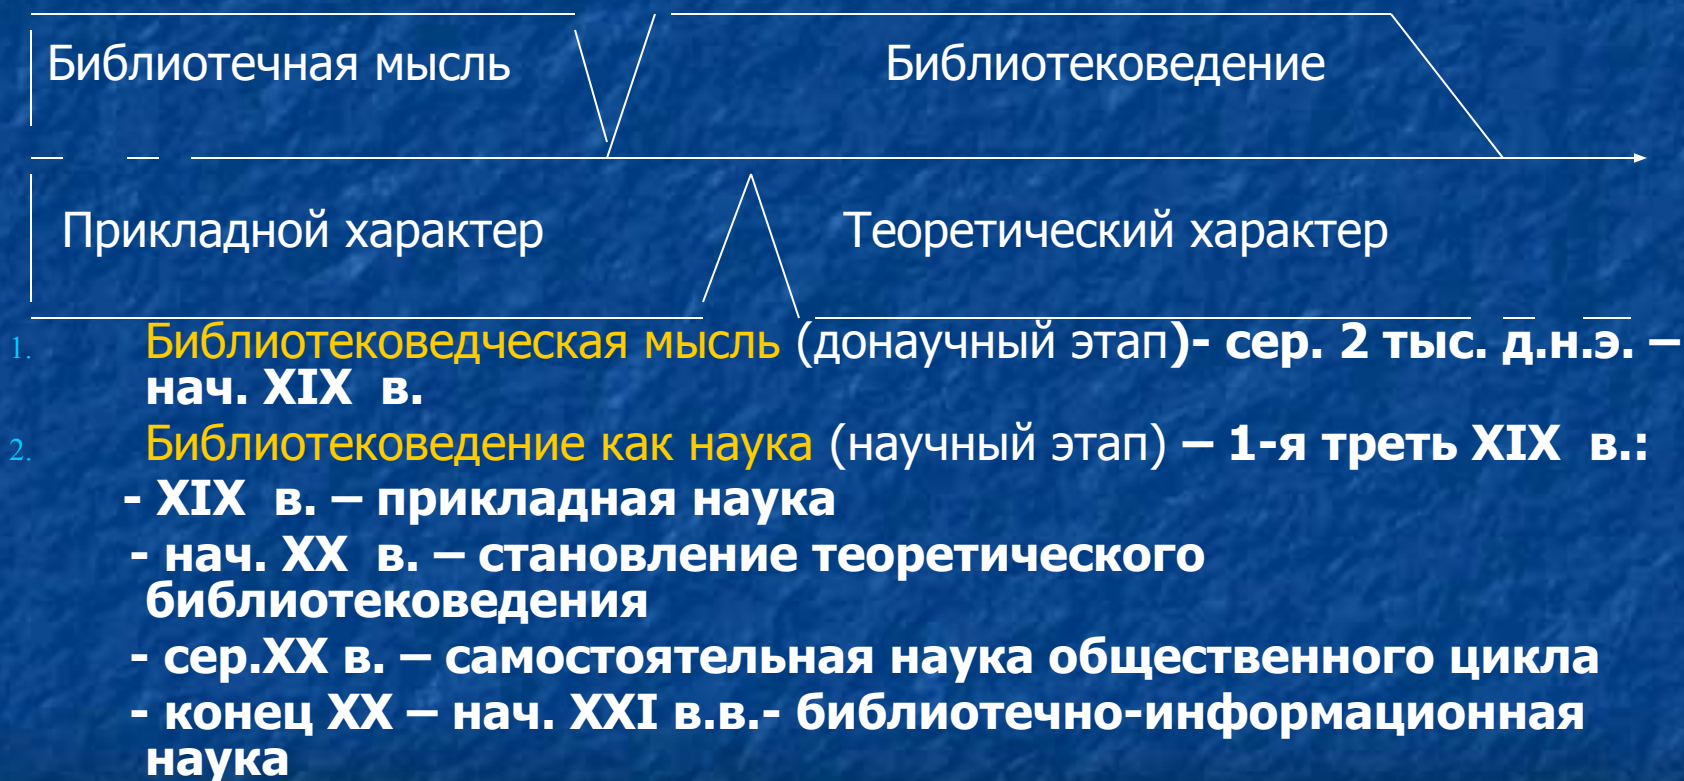 Библиотечная мысль
Библиотековедение
Прикладной характер
Теоретический характер
1. Библиотековедческая мысль (донаучный этап)- сер. 2 тыс. д.н.э. –
нач. XIX в.
2. Библиотековедение как наука (научный этап) – 1-я треть XIX в.:
- XIX в. – прикладная наука
- нач. XX в. – становление теоретического
библиотековедения
- сер.XX в. – самостоятельная наука общественного цикла
- конец XX – нач. XXI в.в.- библиотечно-информационная
наука